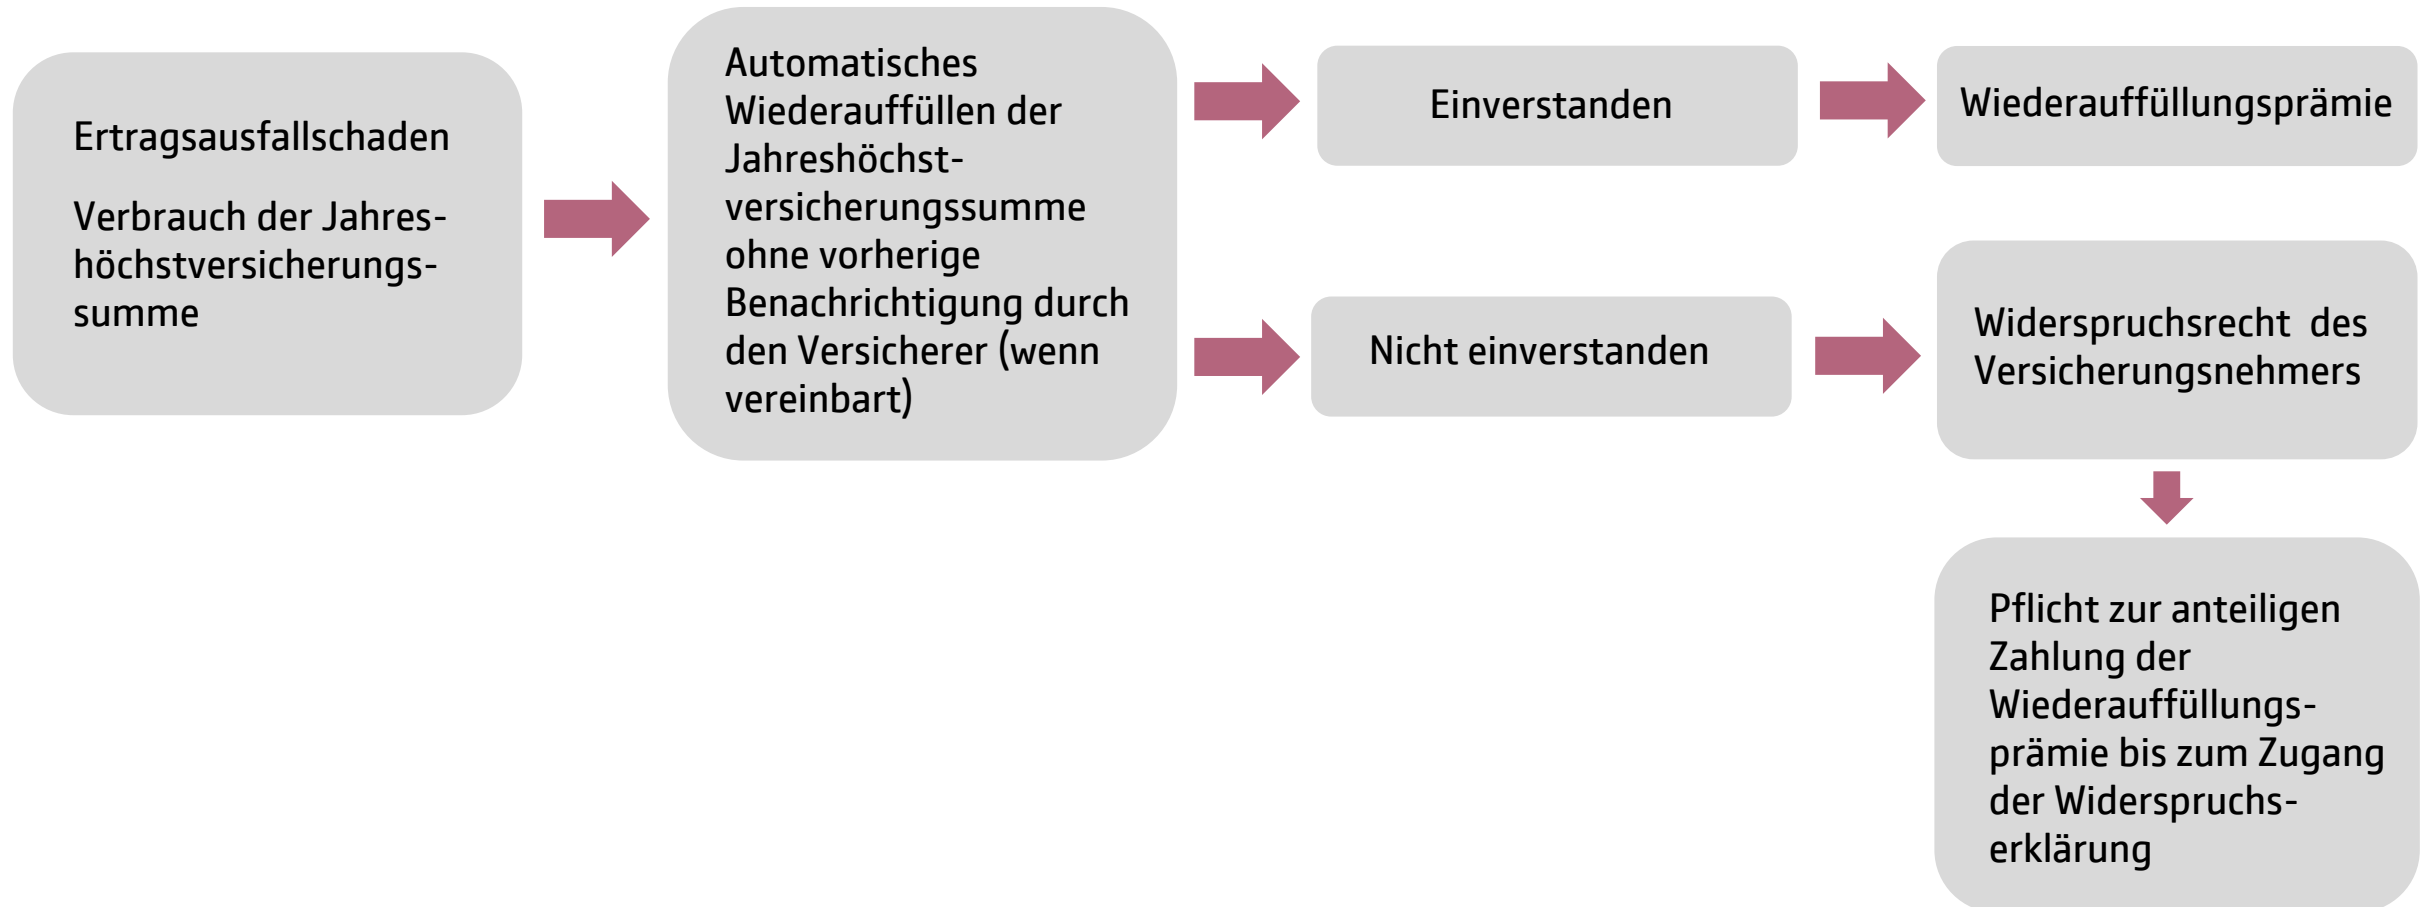 Ertragsausfallschaden
Verbrauch der Jahres-
höchstversicherungs-
summe
Automatisches
Wiederauffüllen der
Jahreshöchst-
versicherungssumme
ohne vorherige
Benachrichtigung durch
den Versicherer (wenn
vereinbart)
Einverstanden
Wiederauffüllungsprämie
Nicht einverstanden
Widerspruchsrecht des
Versicherungsnehmers
Pflicht zur anteiligen
Zahlung der
Wiederauffüllungs-
prämie bis zum Zugang
der Widerspruchs-
erklärung